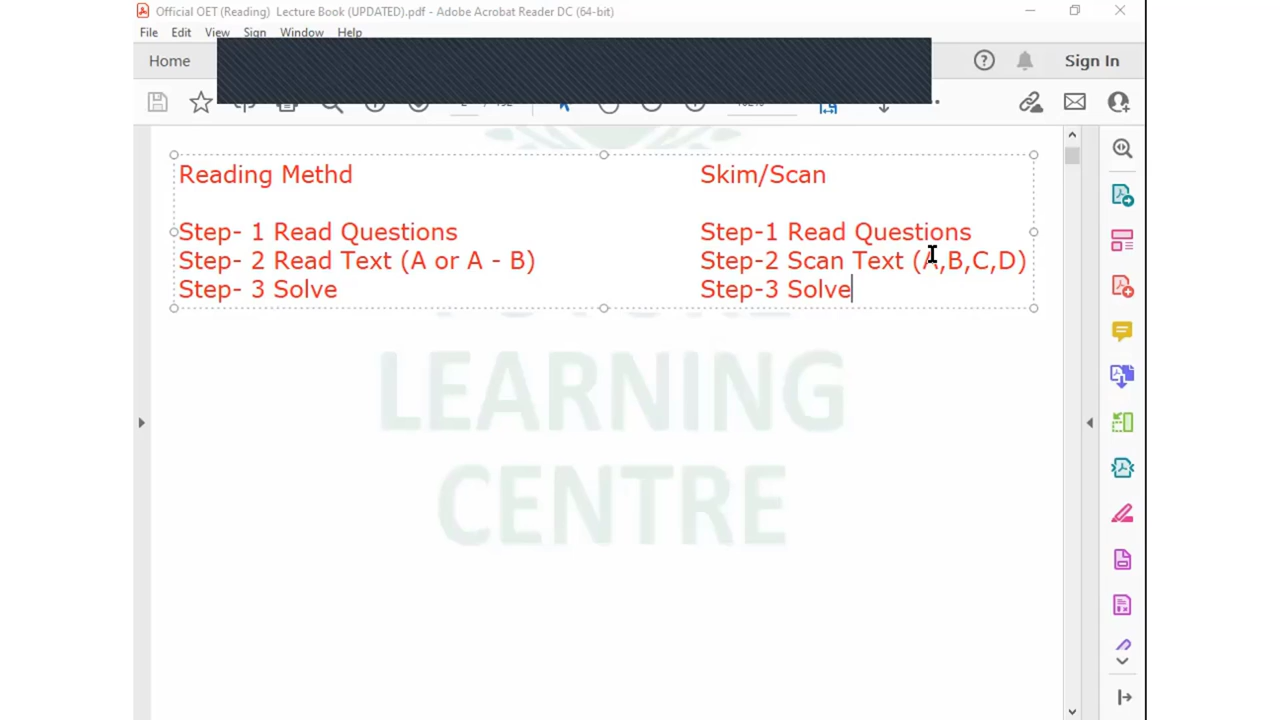 Official OET (Reading) Lecture Book (UPDATED).pdf - Adobe Acrobat Reader DC (64-bit)
File Edit View Sign Window Help
Home Sign In
Reading Methd Skim/Scan
Step- 1 Read Questions Step-1 Read Questions
Step- 2 Read Text (A or A - B) Step-2 Scan Text (A,B,C,D)
Step- 3 Solve Step-3 Solve
LEARNING
CENTRE